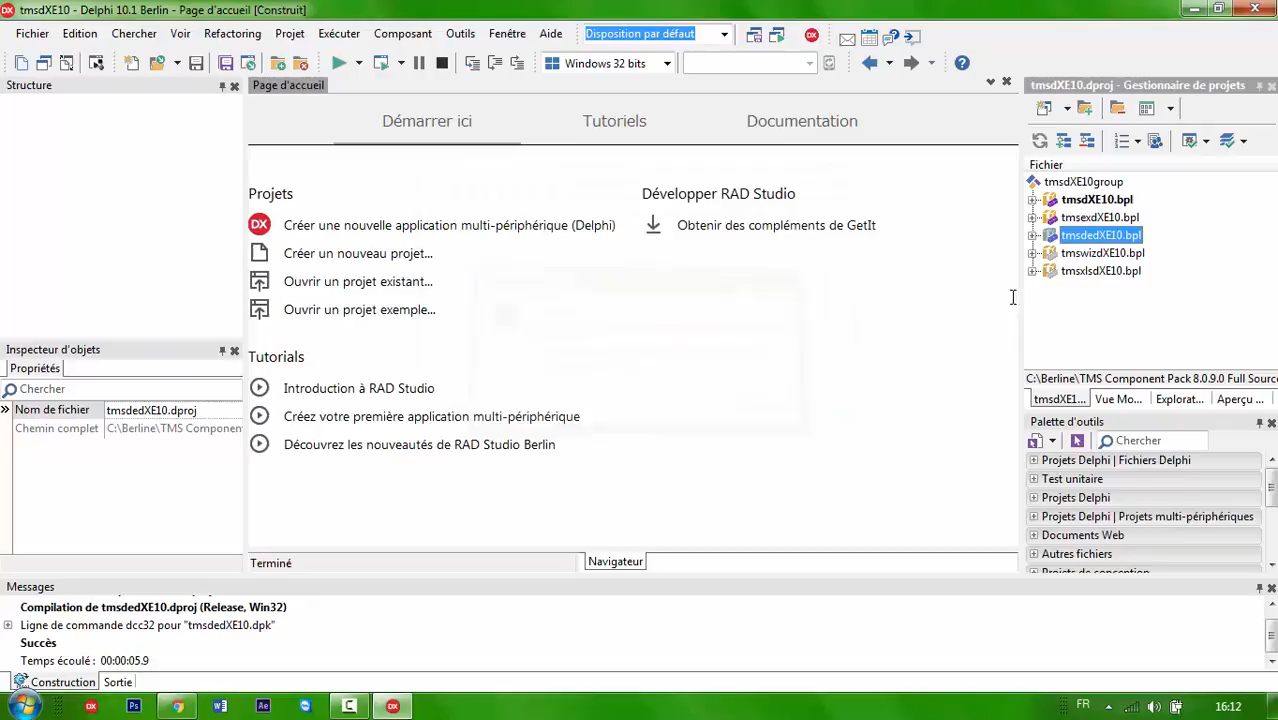 tmsdXE10 - Delphi 10.1 Berlin - Page d'accueil [Construit]
Fichier Edition Chercher Voir Refactoring Projet Exécuter Composant Outils Fenêtre Aide Disposition par défaut
Windows 32 bits
Structure
Page d'accueil
tmsdXE10.dproj - Gestionnaire de projets
Démarrer ici Tutoriels Documentation
Fichier
tmsdXE10group
tmsdXE10.bpl
tmsexdXE10.bpl
tmsdedXE10.bpl
tmswizdXE10.bpl
tmsxlsdXE10.bpl
Projets
Créer une nouvelle application multi-périphérique (Delphi)
Créer un nouveau projet...
Ouvrir un projet existant...
Ouvrir un projet exemple...
Développer RAD Studio
Obtenir des compléments de GetIt
Tutorials
Introduction à RAD Studio
Créez votre première application multi-périphérique
Découvrez les nouveautés de RAD Studio Berlin
Inspecteur d'objets
Propriétés
Chercher
Nom de fichier tmsdedXE10.dproj
Chemin complet C:\Berline\TMS Componen
C:\Berline\TMS Component Pack 8.0.9.0 Full Source
tmsdXE1... Vue Mo... Explorat... Aperçu ...
Palette d'outils
Chercher
Projets Delphi | Fichiers Delphi
Test unitaire
Projets Delphi
Projets Delphi | Projets multi-périphériques
Documents Web
Autres fichiers
Projets de conception
Terminé
Navigateur
Messages
Compilation de tmsdedXE10.dproj (Release, Win32)
Ligne de commande dcc32 pour "tmsdedXE10.dpk"
Succès
Temps écoulé : 00:00:05.9
Construction Sortie
DX Ps W Ae C DX FR 16:12